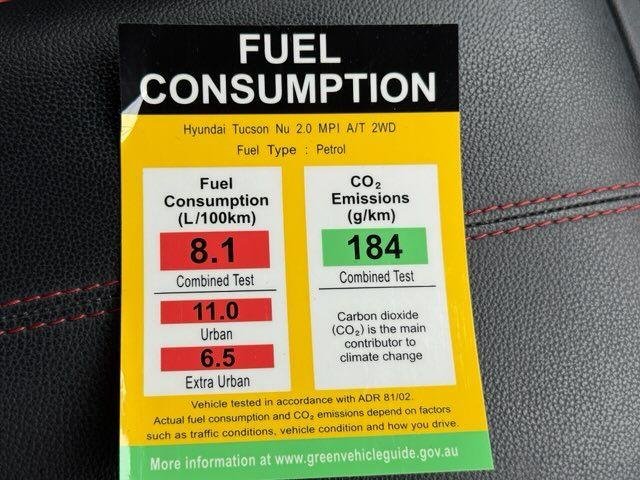 FUEL
CONSUMPTION
Hyundai Tucson Nu 2.0 MPI A/T 2WD
Fuel Type : Petrol
Fuel
Consumption
(L/100km)
8.1
Combined Test
11.0
Urban
6.5
Extra Urban
CO₂
Emissions
(g/km)
184
Combined Test
Carbon dioxide
(CO₂) is the main
contributor to
climate change
Vehicle tested in accordance with ADR 81/02.
Actual fuel consumption and CO₂ emissions depend on factors
such as traffic conditions, vehicle condition and how you drive.
More information at www.greenvehicleguide.gov.au